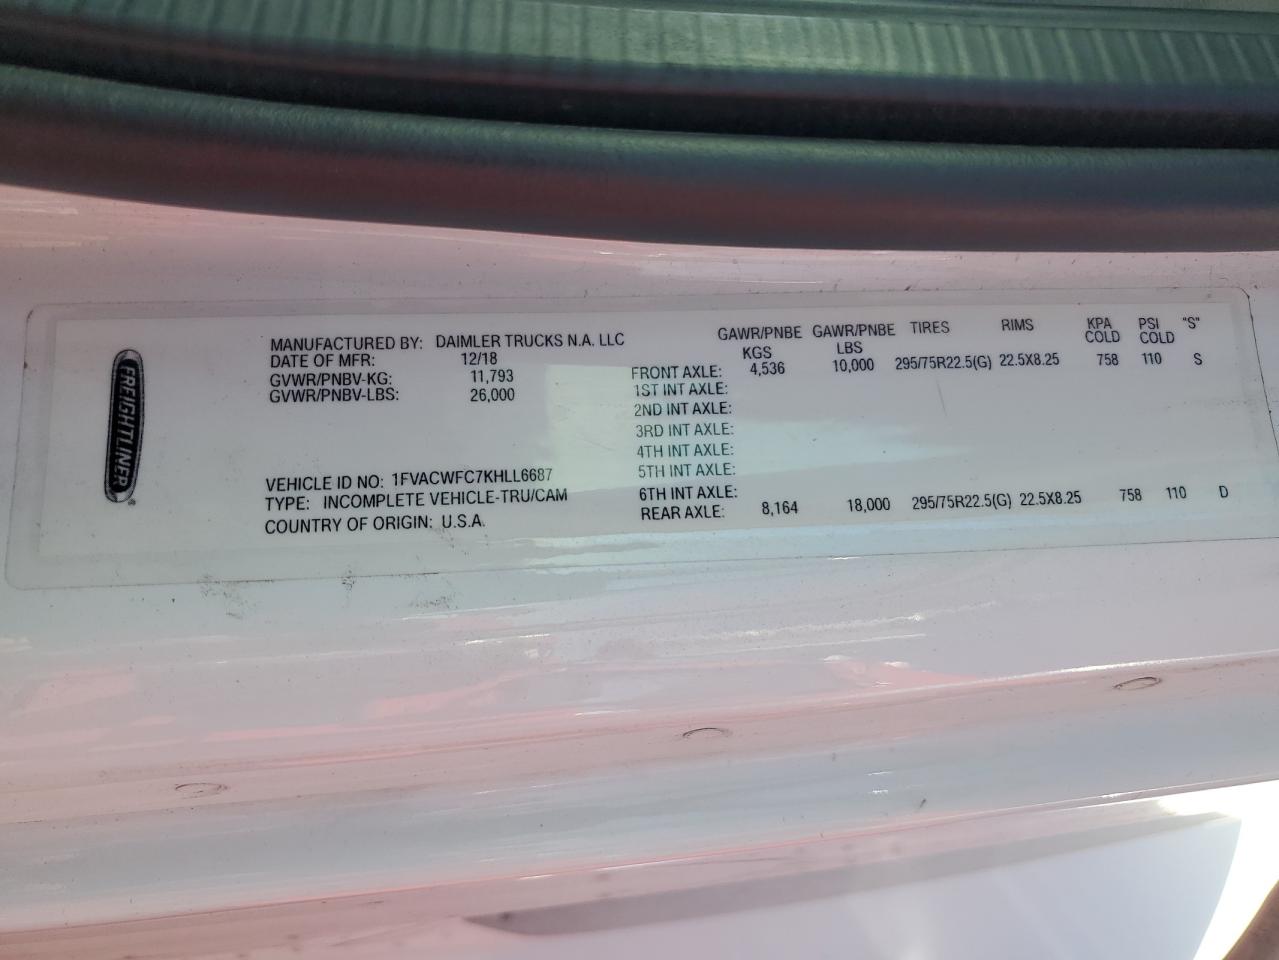 FREIGHTLINER
MANUFACTURED BY: DAIMLER TRUCKS N.A. LLC
DATE OF MFR: 12/18
GVWR/PNBV-KG: 11,793
GVWR/PNBV-LBS: 26,000
VEHICLE ID NO: 1FVACWFC7KHLL6687
TYPE: INCOMPLETE VEHICLE-TRU/CAM
COUNTRY OF ORIGIN: U.S.A.
GAWR/PNBE GAWR/PNBE TIRES RIMS KPA PSI "S"
KGS LBS COLD COLD
FRONT AXLE: 4,536 10,000 295/75R22.5(G) 22.5X8.25 758 110 S
1ST INT AXLE:
2ND INT AXLE:
3RD INT AXLE:
4TH INT AXLE:
5TH INT AXLE:
6TH INT AXLE:
REAR AXLE: 8,164 18,000 295/75R22.5(G) 22.5X8.25 758 110 D